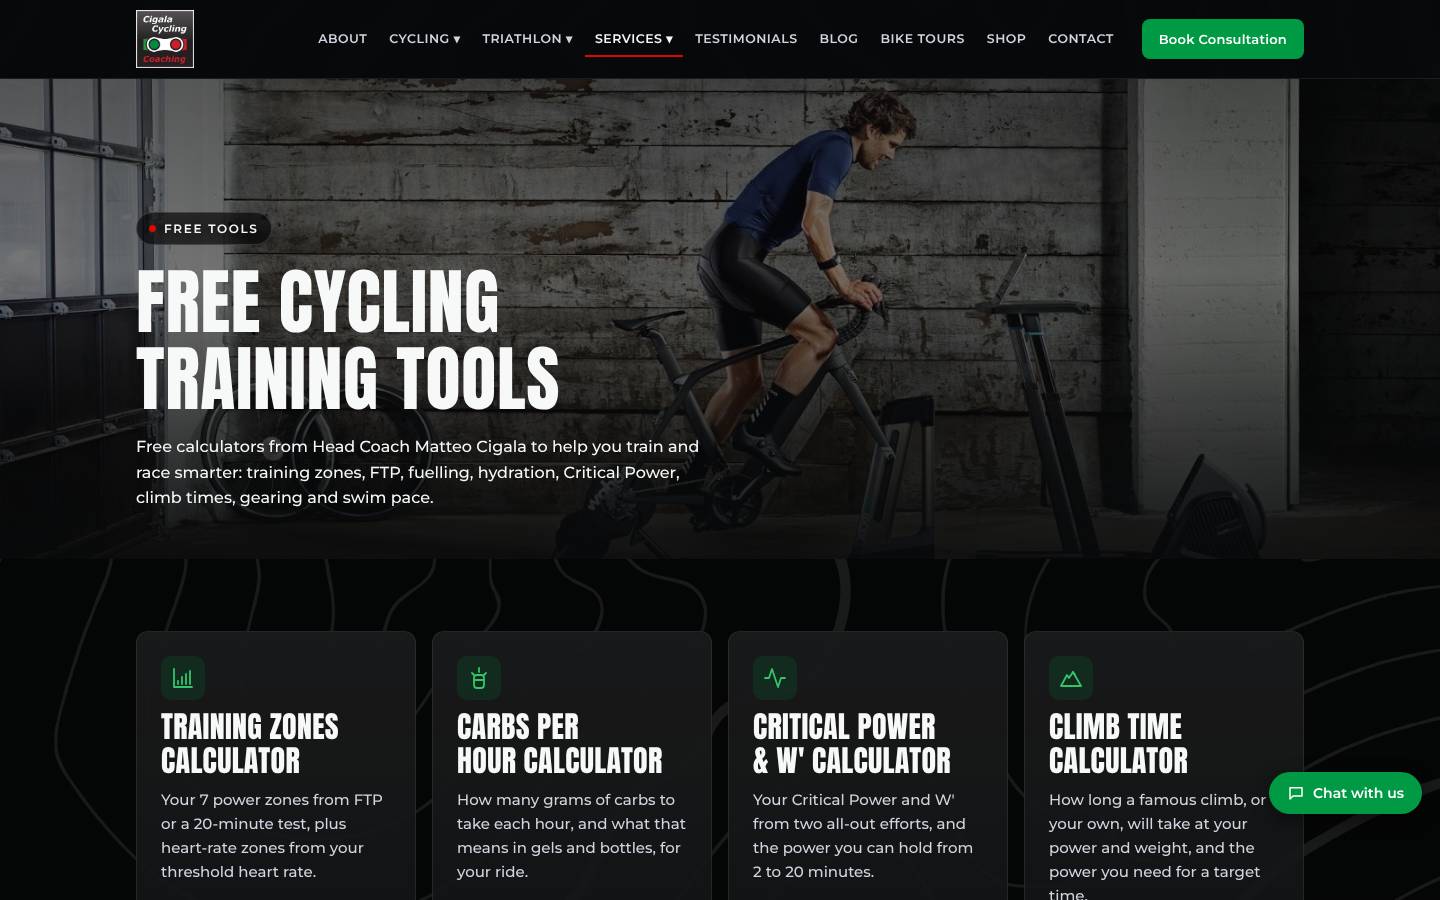 Cigala
Cycling
Coaching
ABOUT
CYCLING ▾
TRIATHLON ▾
SERVICES ▾
TESTIMONIALS
BLOG
BIKE TOURS
SHOP
CONTACT
Book Consultation
FREE TOOLS
FREE CYCLING
TRAINING TOOLS
Free calculators from Head Coach Matteo Cigala to help you train and
race smarter: training zones, FTP, fuelling, hydration, Critical Power,
climb times, gearing and swim pace.
TRAINING ZONES
CALCULATOR
Your 7 power zones from FTP
or a 20-minute test, plus
heart-rate zones from your
threshold heart rate.
CARBS PER
HOUR CALCULATOR
How many grams of carbs to
take each hour, and what that
means in gels and bottles, for
your ride.
CRITICAL POWER
& W' CALCULATOR
Your Critical Power and W'
from two all-out efforts, and
the power you can hold from
2 to 20 minutes.
CLIMB TIME
CALCULATOR
How long a famous climb, or
your own, will take at your
power and weight, and the
power you need for a target
time.
Chat with us